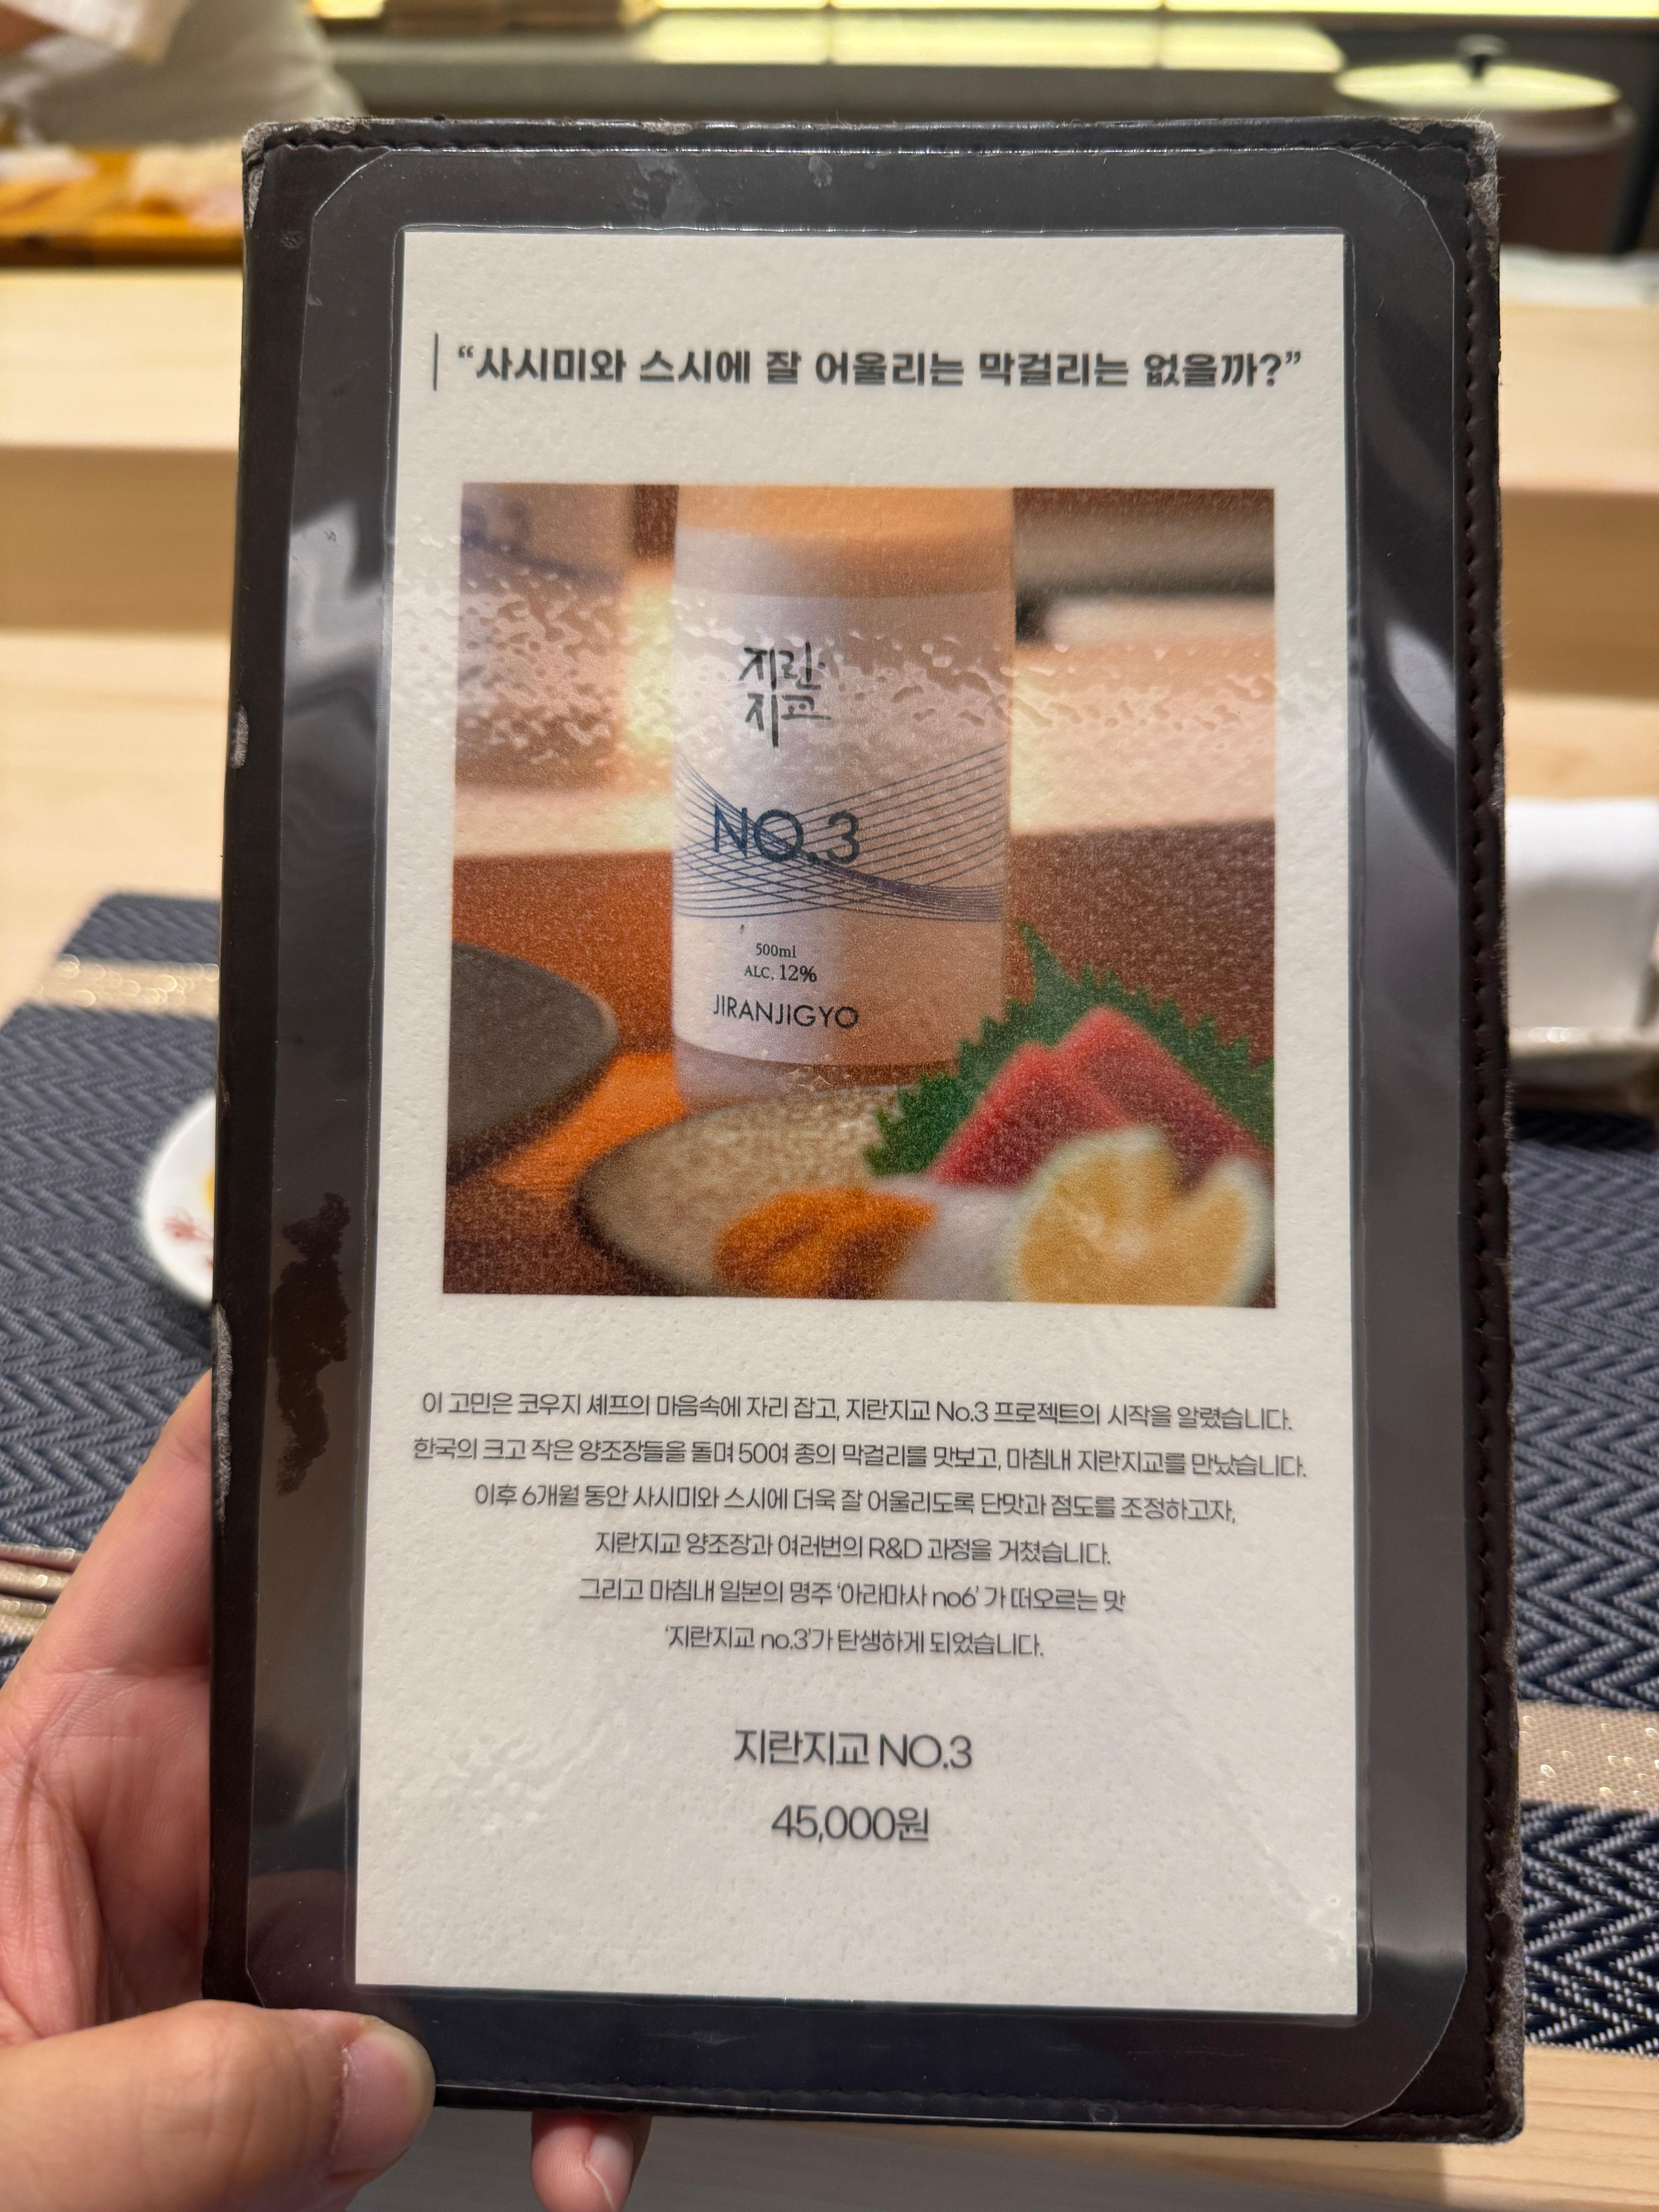 “사시미와 스시에 잘 어울리는 막걸리는 없을까?”
지란
지교
NO.3
500ml
ALC. 12%
JIRANJIGYO
이 고민은 코우지 셰프의 마음속에 자리 잡고, 지란지교 No.3 프로젝트의 시작을 알렸습니다.
한국의 크고 작은 양조장들을 돌며 50여 종의 막걸리를 맛보고, 마침내 지란지교를 만났습니다.
이후 6개월 동안 사시미와 스시에 더욱 잘 어울리도록 단맛과 점도를 조정하고자,
지란지교 양조장과 여러번의 R&D 과정을 거쳤습니다.
그리고 마침내 일본의 명주 ‘아라마사 no6’ 가 떠오르는 맛
‘지란지교 no.3’가 탄생하게 되었습니다.
지란지교 NO.3
45,000원